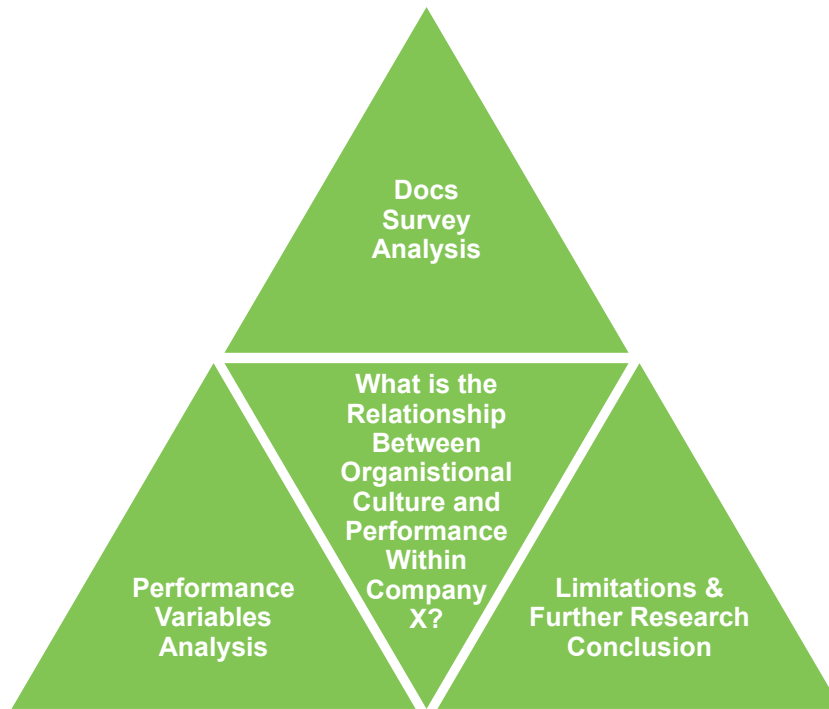 Docs
Survey
Analysis
What is the
Relationship
Between
Organistional
Culture and
Performance
Within
Company
X?
Performance
Variables
Analysis
Limitations &
Further Research
Conclusion